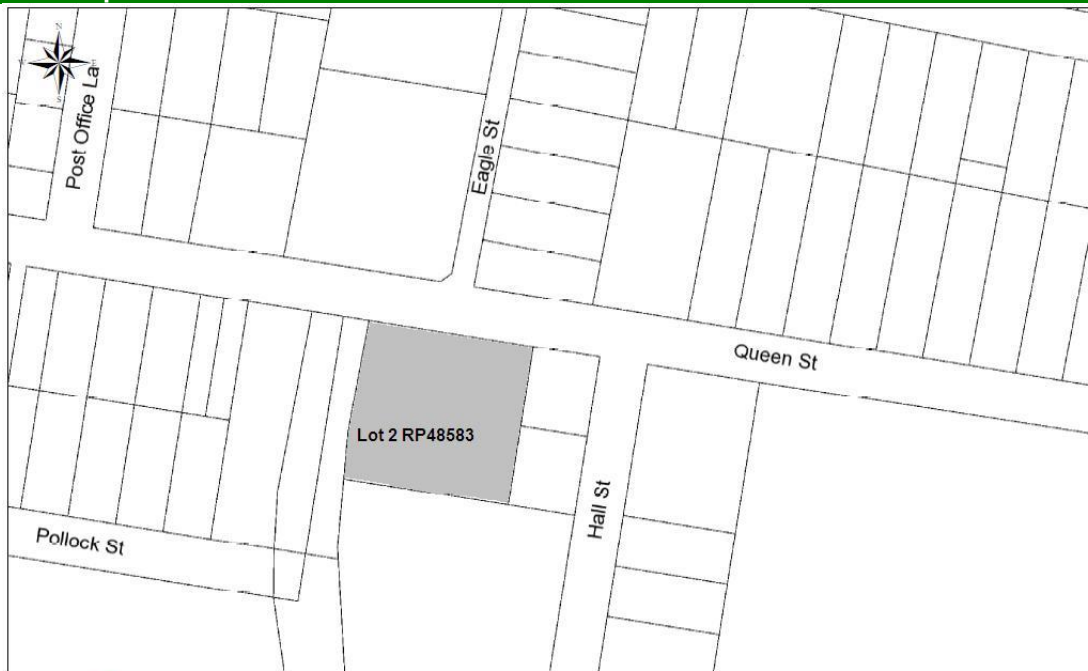 N
S
Post Office La
Eagle St
Queen St
Lot 2 RP48583
Hall St
Pollock St